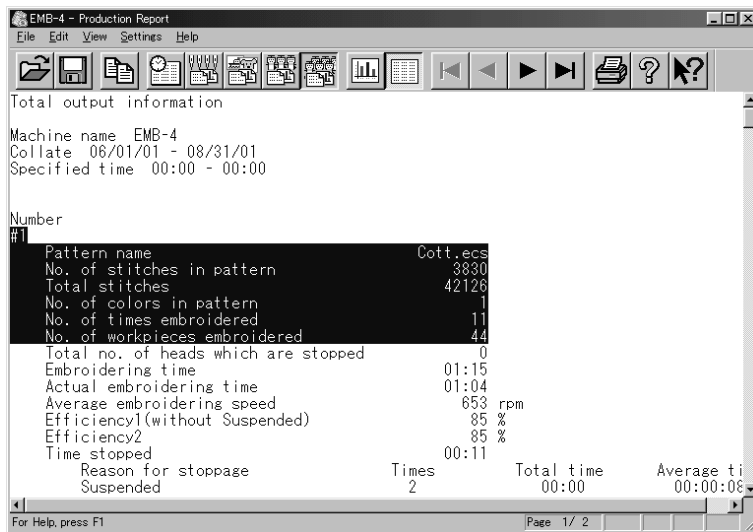 EMB-4 - Production Report
File Edit View Settings Help
Total output information
Machine name EMB-4
Collate 06/01/01 - 08/31/01
Specified time 00:00 - 00:00
Number
#1
Pattern name Cott.ecs
No. of stitches in pattern 3830
Total stitches 42126
No. of colors in pattern 1
No. of times embroidered 11
No. of workpieces embroidered 44
Total no. of heads which are stopped 0
Embroidering time 01:15
Actual embroidering time 01:04
Average embroidering speed 653 rpm
Efficiency1(without Suspended) 85 %
Efficiency2 85 %
Time stopped 00:11
Reason for stoppage Times Total time Average ti
Suspended 2 00:00 00:00:08
For Help, press F1 Page 1/ 2